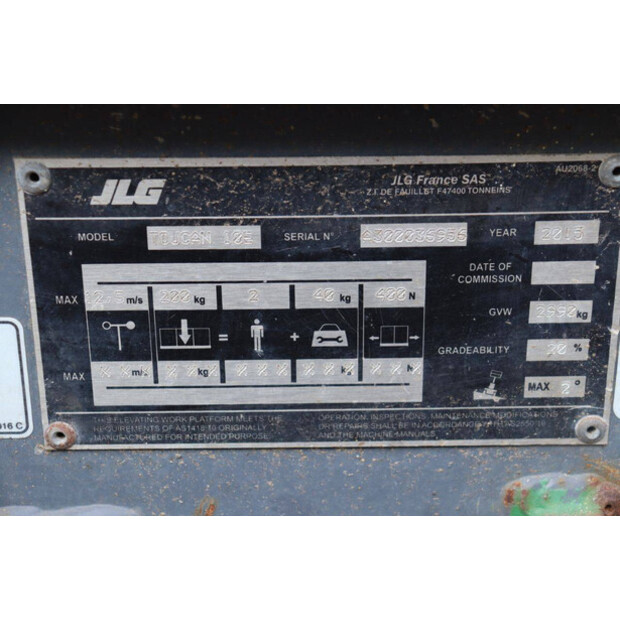 AU2068-2
JLG
JLG France SAS
Z.I. DE FAUILLET F47400 TONNEINS
MODEL TOUCAN 10E SERIAL N° YEAR 2015
DATE OF
COMMISSION
GVW 2990 kg
MAX m/s 200 kg 2 40 kg 400 N
= +
GRADEABILITY 20 %
MAX m/s kg kg N
MAX 2°
THIS ELEVATING WORK PLATFORM MEETS THE
REQUIREMENTS OF AS1418.10 ORIGINALLY
MANUFACTURED FOR INTENDED PURPOSE.
OPERATION, INSPECTIONS, MAINTENANCE MODIFICATIONS
OR REPAIRS SHALL BE IN ACCORDANCE WITH
AND THE MACHINE MANUALS.
016 C